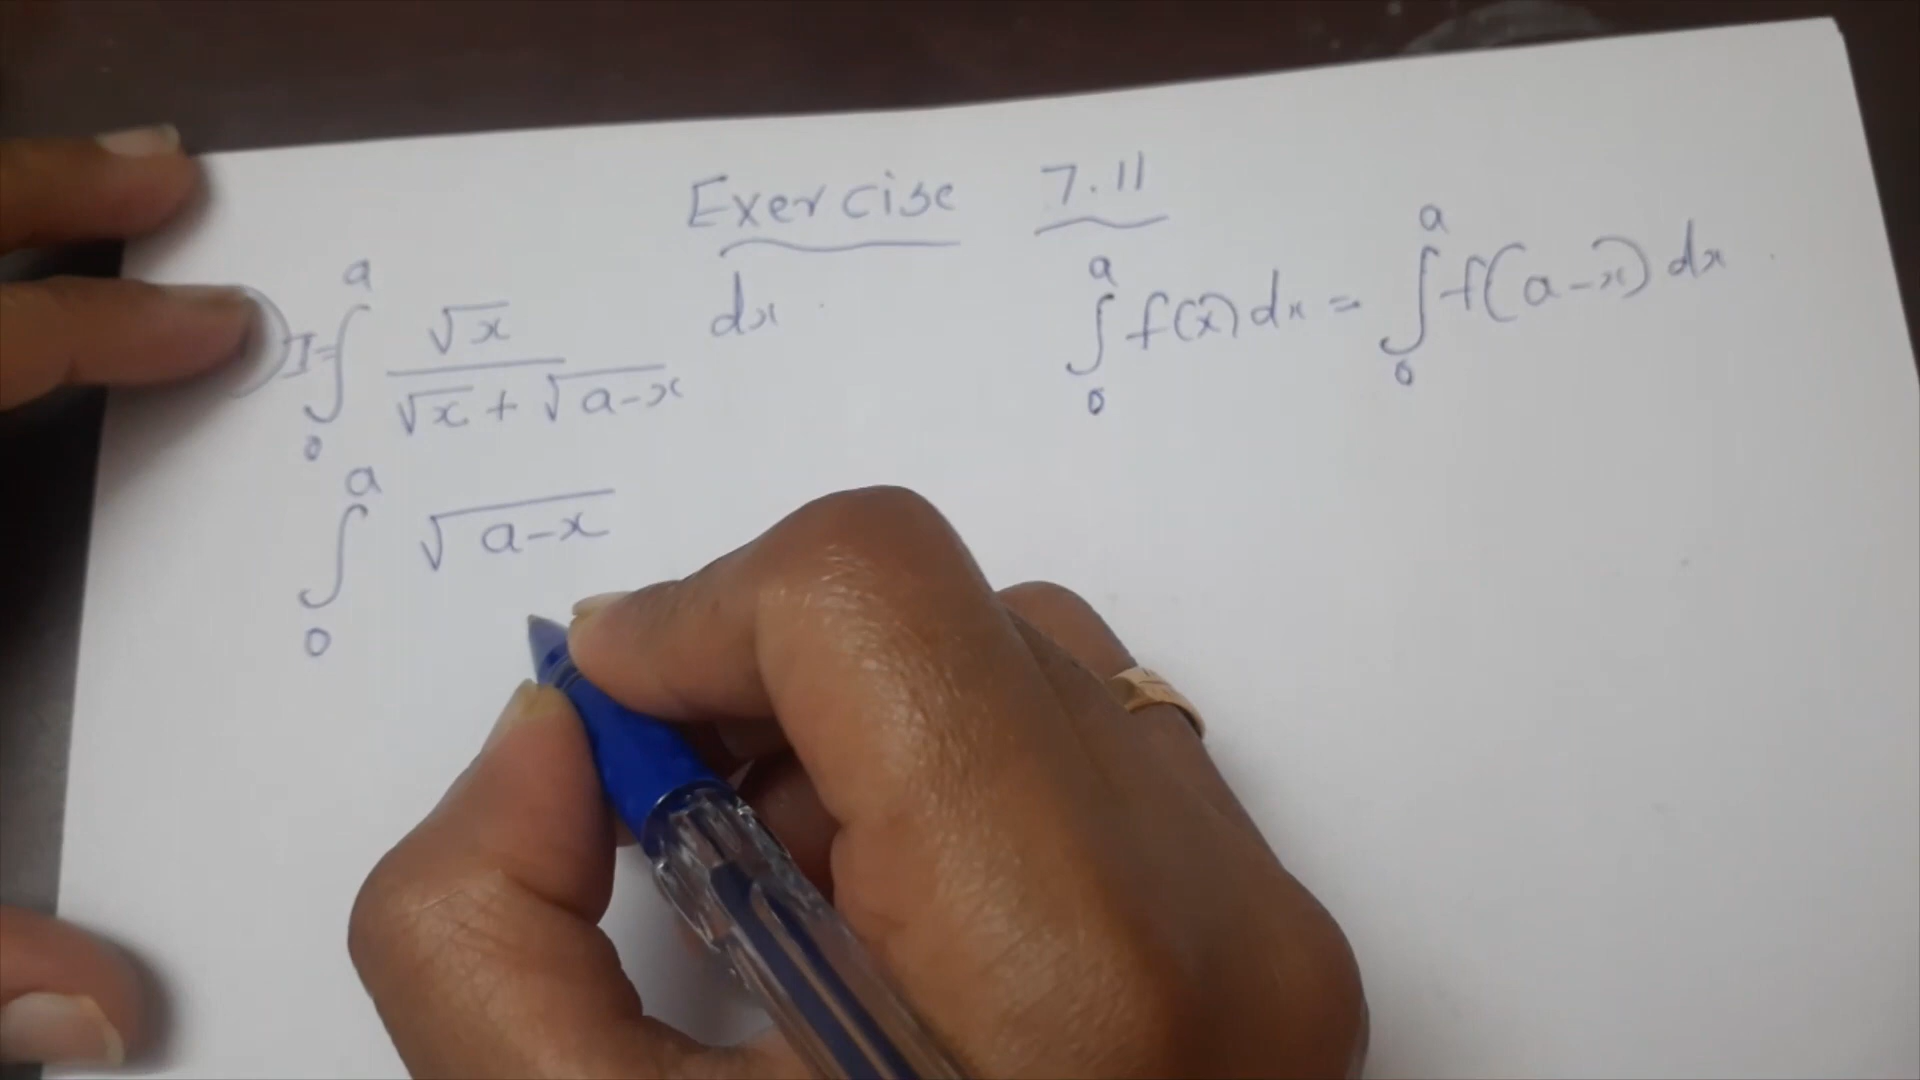 Exercise 7.11
I = ∫₀ᵃ √x / (√x + √(a-x)) dx .
∫₀ᵃ f(x) dx = ∫₀ᵃ f(a-x) dx .
∫₀ᵃ √(a-x)